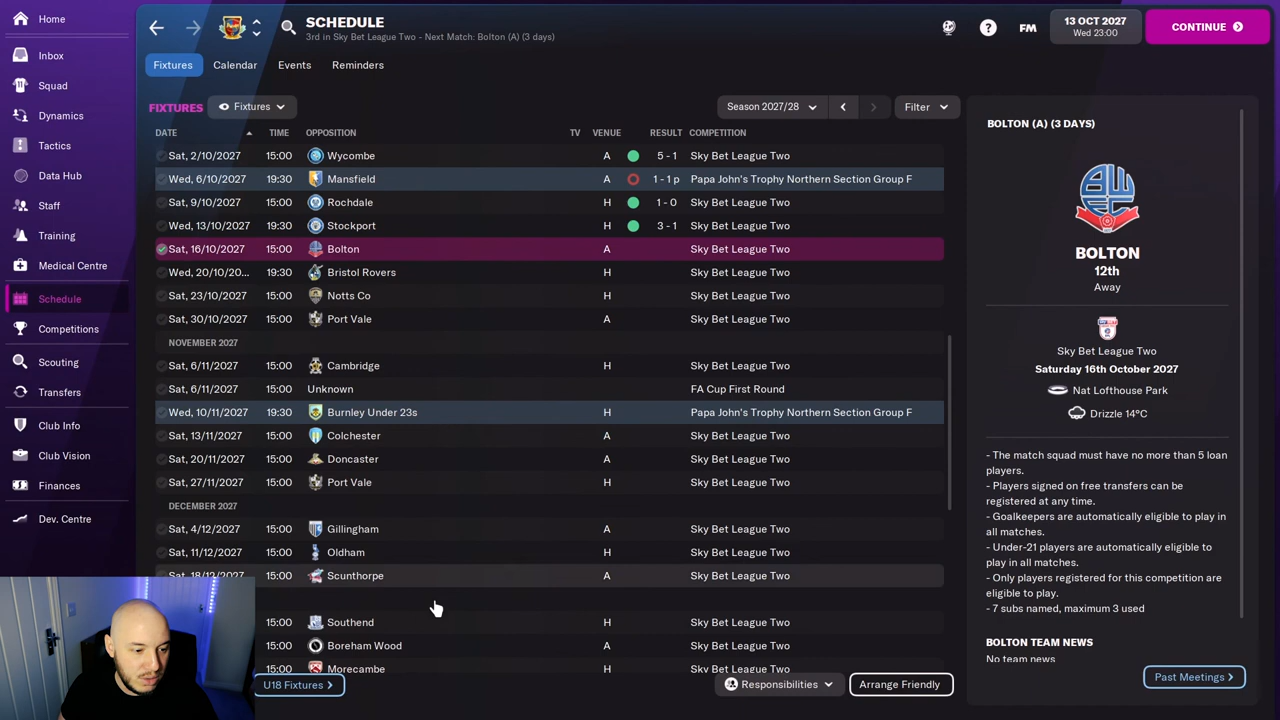 Home
SCHEDULE
3rd in Sky Bet League Two - Next Match: Bolton (A) (3 days)
FM
13 OCT 2027
Wed 23:00
CONTINUE
Inbox
Squad
Dynamics
Tactics
Data Hub
Staff
Training
Medical Centre
Schedule
Competitions
Scouting
Transfers
Club Info
Club Vision
Finances
Dev. Centre
Fixtures
Calendar
Events
Reminders
FIXTURES
Fixtures
Season 2027/28
Filter
DATE TIME OPPOSITION TV VENUE RESULT COMPETITION
Sat, 2/10/2027 15:00 Wycombe A 5 - 1 Sky Bet League Two
Wed, 6/10/2027 19:30 Mansfield A 1 - 1 p Papa John's Trophy Northern Section Group F
Sat, 9/10/2027 15:00 Rochdale H 1 - 0 Sky Bet League Two
Wed, 13/10/2027 19:30 Stockport H 3 - 1 Sky Bet League Two
Sat, 16/10/2027 15:00 Bolton A Sky Bet League Two
Wed, 20/10/20... 19:30 Bristol Rovers H Sky Bet League Two
Sat, 23/10/2027 15:00 Notts Co H Sky Bet League Two
Sat, 30/10/2027 15:00 Port Vale A Sky Bet League Two
NOVEMBER 2027
Sat, 6/11/2027 15:00 Cambridge H Sky Bet League Two
Sat, 6/11/2027 15:00 Unknown FA Cup First Round
Wed, 10/11/2027 19:30 Burnley Under 23s H Papa John's Trophy Northern Section Group F
Sat, 13/11/2027 15:00 Colchester A Sky Bet League Two
Sat, 20/11/2027 15:00 Doncaster A Sky Bet League Two
Sat, 27/11/2027 15:00 Port Vale H Sky Bet League Two
DECEMBER 2027
Sat, 4/12/2027 15:00 Gillingham A Sky Bet League Two
Sat, 11/12/2027 15:00 Oldham H Sky Bet League Two
Sat, 18/12/2027 15:00 Scunthorpe A Sky Bet League Two
15:00 Southend H Sky Bet League Two
15:00 Boreham Wood A Sky Bet League Two
15:00 Morecambe H Sky Bet League Two
U18 Fixtures
Responsibilities
Arrange Friendly
BOLTON (A) (3 DAYS)
BOLTON
12th
Away
Sky Bet League Two
Saturday 16th October 2027
Nat Lofthouse Park
Drizzle 14°C
- The match squad must have no more than 5 loan
players.
- Players signed on free transfers can be
registered at any time.
- Goalkeepers are automatically eligible to play in
all matches.
- Under-21 players are automatically eligible to
play in all matches.
- Only players registered for this competition are
eligible to play.
- 7 subs named, maximum 3 used
BOLTON TEAM NEWS
No team news
Past Meetings